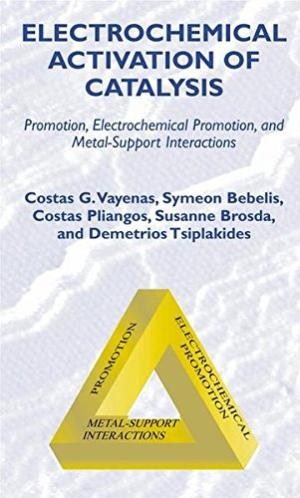 ELECTROCHEMICAL
ACTIVATION OF
CATALYSIS
Promotion, Electrochemical Promotion, and
Metal-Support Interactions
Costas G. Vayenas, Symeon Bebelis,
Costas Pliangos, Susanne Brosda,
and Demetrios Tsiplakides
PROMOTION
ELECTROCHEMICAL
PROMOTION
METAL-SUPPORT
INTERACTIONS